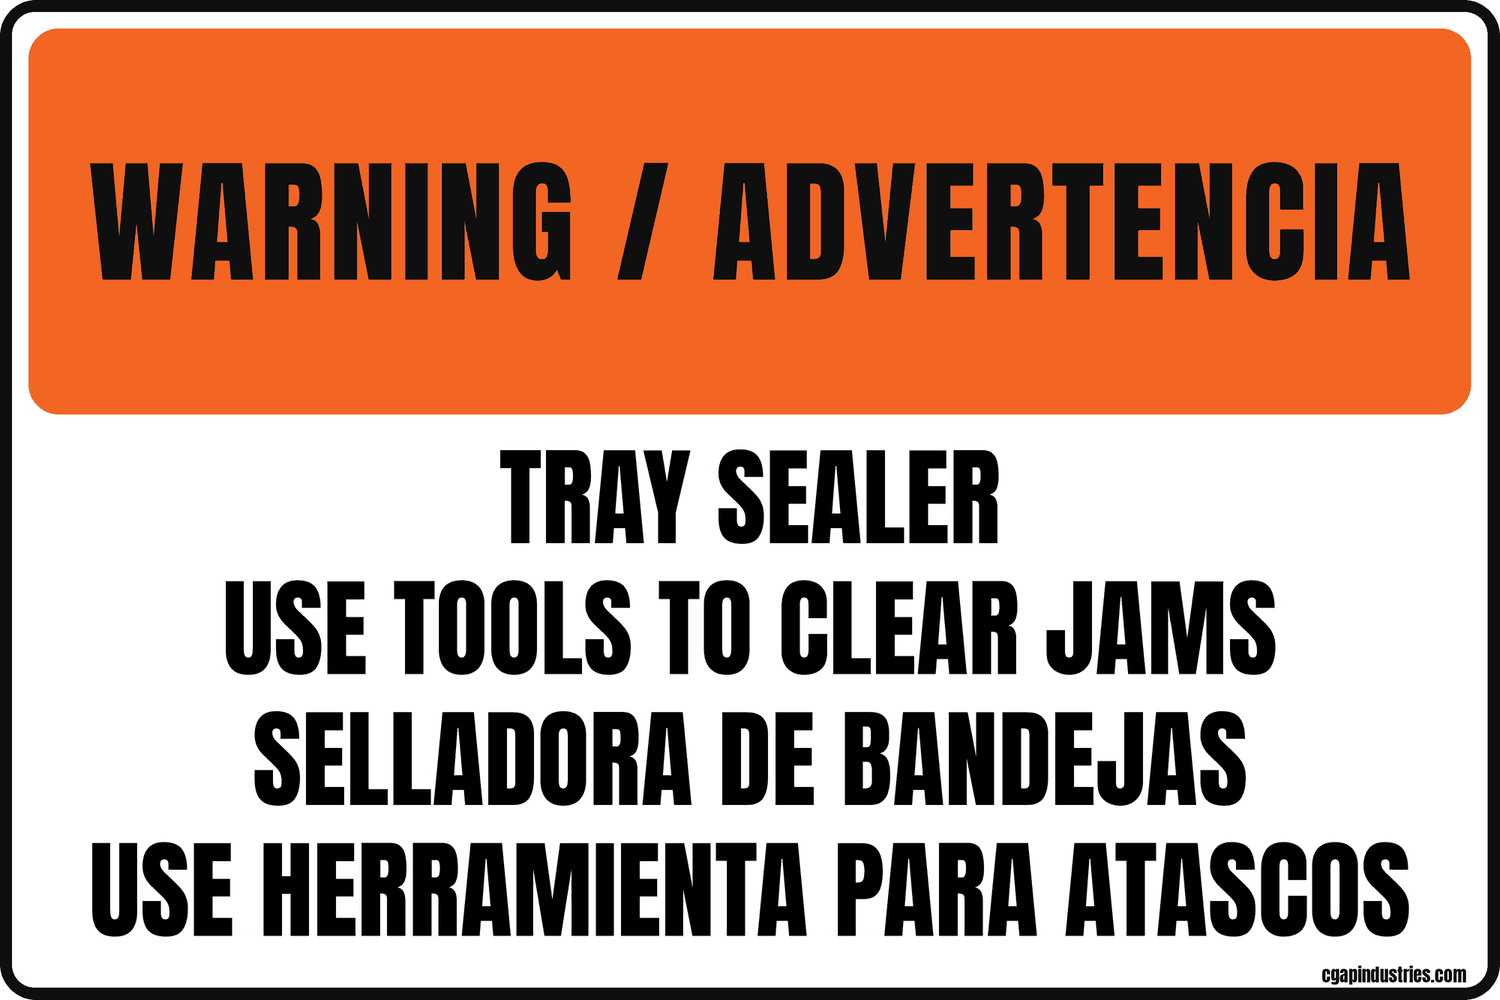 WARNING / ADVERTENCIA
TRAY SEALER
USE TOOLS TO CLEAR JAMS
SELLADORA DE BANDEJAS
USE HERRAMIENTA PARA ATASCOS
cgapindustries.com